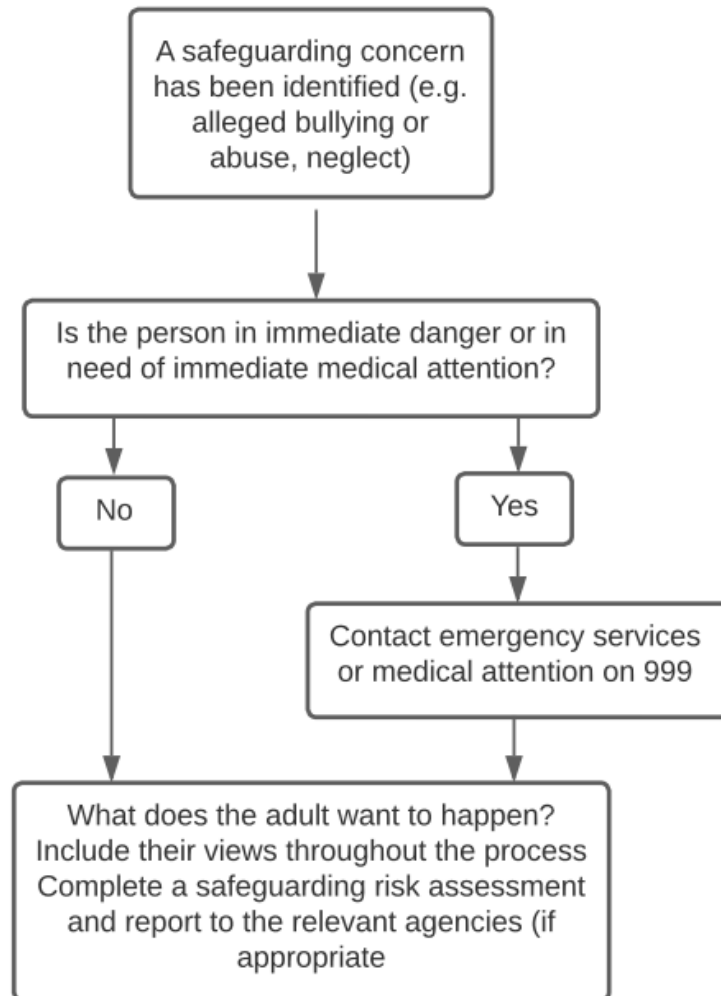 A safeguarding concern
has been identified (e.g.
alleged bullying or
abuse, neglect)
Is the person in immediate danger or in
need of immediate medical attention?
No
Yes
Contact emergency services
or medical attention on 999
What does the adult want to happen?
Include their views throughout the process
Complete a safeguarding risk assessment
and report to the relevant agencies (if
appropriate